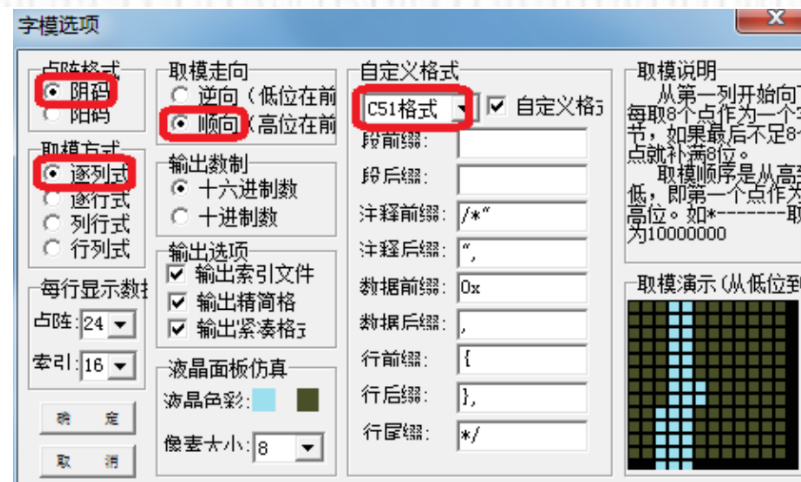 字模选项
点阵格式
阴码
阳码
取模方式
逐列式
逐行式
列行式
行列式
每行显示数据
点阵: 24
索引: 16
确 定
取 消
取模走向
逆向(低位在前
顺向(高位在前
输出数制
十六进制数
十进制数
输出选项
输出索引文件
输出精简格
输出紧凑格式
液晶面板仿真
液晶色彩:
像素大小: 8
自定义格式
C51格式
自定义格式
段前缀:
段后缀:
注释前缀: /*"
注释后缀: ",
数据前缀: 0x
数据后缀: ,
行前缀: {
行后缀: },
行尾缀: */
取模说明
从第一列开始向下
每取8个点作为一个字
节,如果最后不足8个
点就补满8位。
取模顺序是从高到
低,即第一个点作为
高位。如*-------取
为10000000
取模演示(从低位到